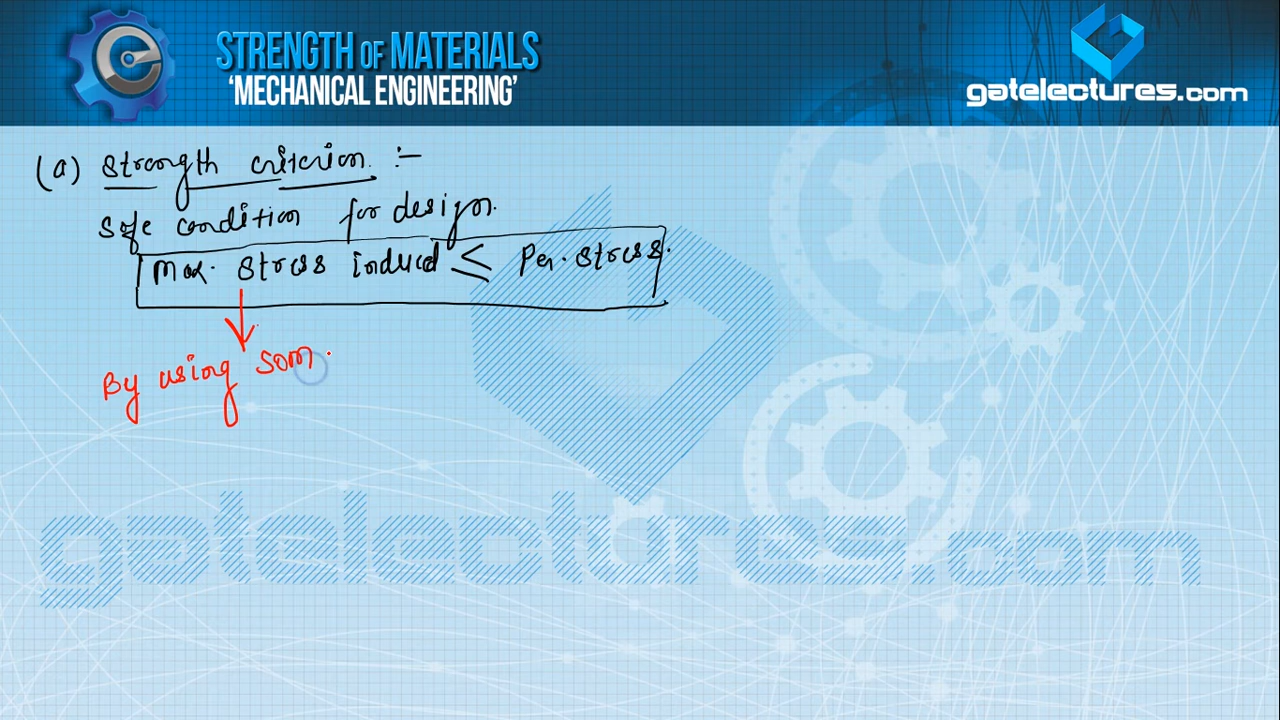 STRENGTH OF MATERIALS
'MECHANICAL ENGINEERING'
gatelectures.com
(a) Strength criterion :-
Safe condition for design.
Max. stress induced ≤ Per. stress.
By using SOM
gatelectures.com